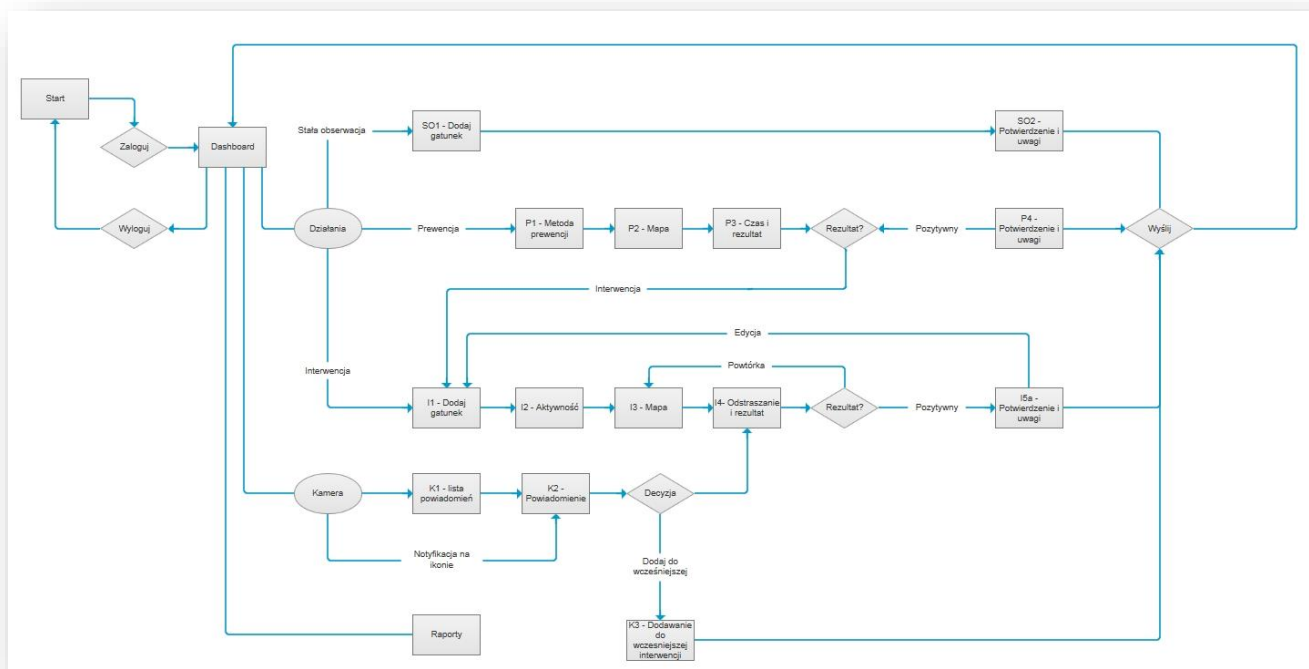 Start
Zaloguj
Wyloguj
Dashboard
Stała obserwacja
SO1 - Dodaj
gatunek
SO2 -
Potwierdzenie i
uwagi
Działania
Prewencja
P1 - Metoda
prewencji
P2 - Mapa
P3 - Czas i
rezultat
Rezultat?
Pozytywny
P4 -
Potwierdzenie i
uwagi
Wyślij
Interwencja
Edycja
Interwencja
Powtórka
I1 - Dodaj
gatunek
I2 - Aktywność
I3 - Mapa
I4- Odstraszanie
i rezultat
Rezultat?
Pozytywny
I5a -
Potwierdzenie i
uwagi
Kamera
K1 - lista
powiadomień
K2 -
Powiadomienie
Decyzja
Notyfikacja na
ikonie
Dodaj do
wcześniejszej
Raporty
K3 - Dodawanie
do
wczesniejszej
interwencji